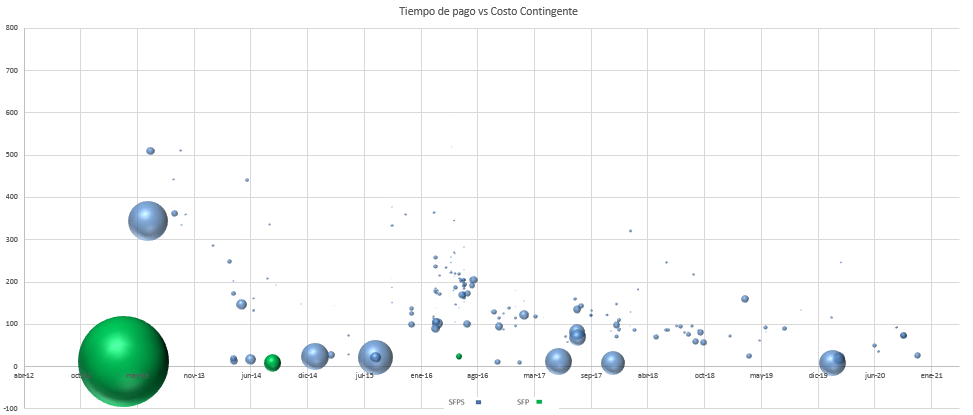 Tiempo de pago vs Costo Contingente
800
700
600
500
400
300
200
100
0
-100
abr-12
nov-13
jun-14
dic-14
jul-15
ene-16
ago-16
mar-17
sep-17
abr-18
oct-18
may-19
dic-19
jun-20
ene-21
SFPS
SFP